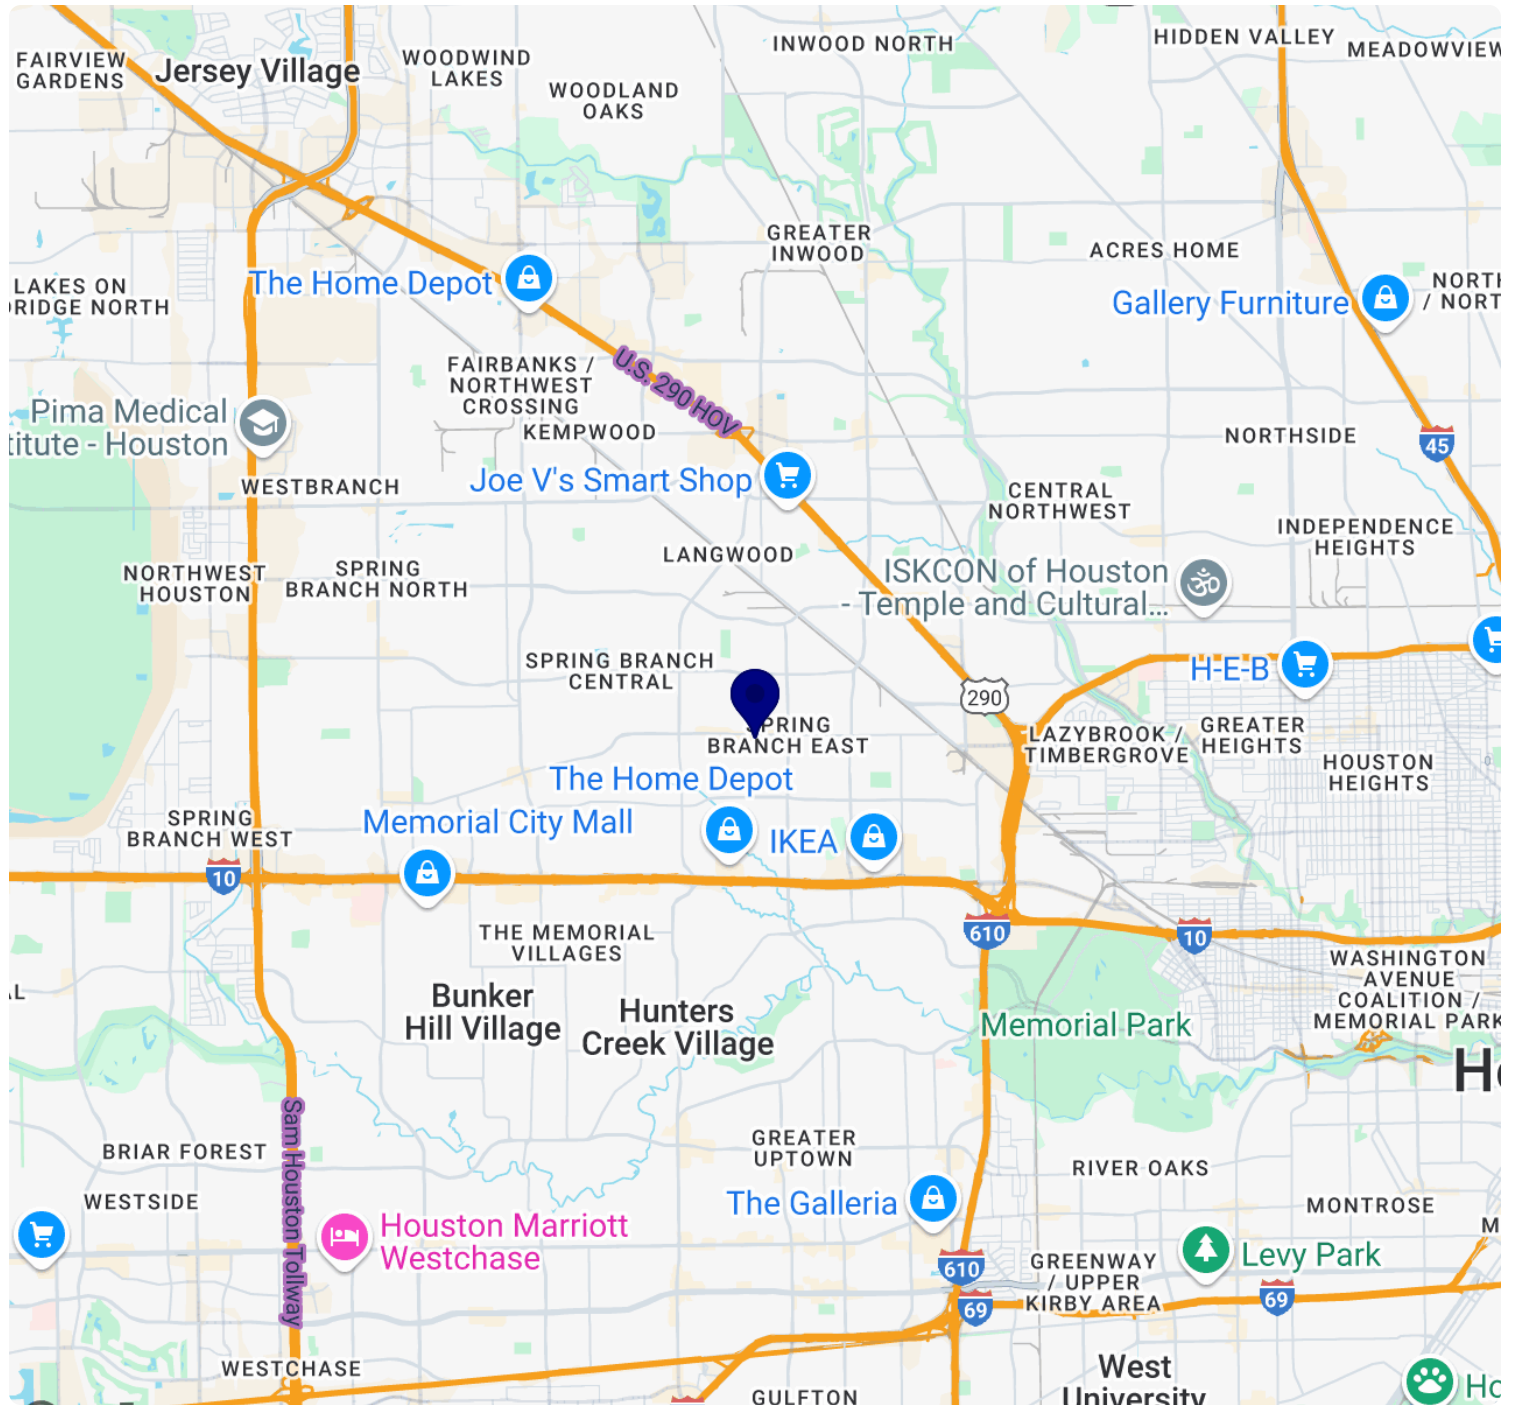 INWOOD NORTH
HIDDEN VALLEY
MEADOWVIEW
FAIRVIEW
GARDENS
Jersey Village
WOODWIND
LAKES
WOODLAND
OAKS
GREATER
INWOOD
ACRES HOME
LAKES ON
RIDGE NORTH
The Home Depot
Gallery Furniture
NORTH
/ NORT
FAIRBANKS /
NORTHWEST
CROSSING
U.S. 290 HOV
Pima Medical
titute - Houston
KEMPWOOD
NORTHSIDE
45
WESTBRANCH
Joe V's Smart Shop
CENTRAL
NORTHWEST
INDEPENDENCE
HEIGHTS
LANGWOOD
NORTHWEST
HOUSTON
SPRING
BRANCH NORTH
ISKCON of Houston
- Temple and Cultural...
SPRING BRANCH
CENTRAL
H-E-B
290
SPRING
BRANCH EAST
LAZYBROOK /
TIMBERGROVE
GREATER
HEIGHTS
HOUSTON
HEIGHTS
The Home Depot
SPRING
BRANCH WEST
Memorial City Mall
IKEA
10
610
10
THE MEMORIAL
VILLAGES
WASHINGTON
AVENUE
COALITION /
MEMORIAL PARK
AL
Bunker
Hill Village
Hunters
Creek Village
Memorial Park
Ho
Sam Houston Tollway
BRIAR FOREST
GREATER
UPTOWN
RIVER OAKS
WESTSIDE
The Galleria
MONTROSE
M
Houston Marriott
Westchase
Levy Park
610
GREENWAY
/ UPPER
KIRBY AREA
69
69
WESTCHASE
West
University
GULFTON
Ho